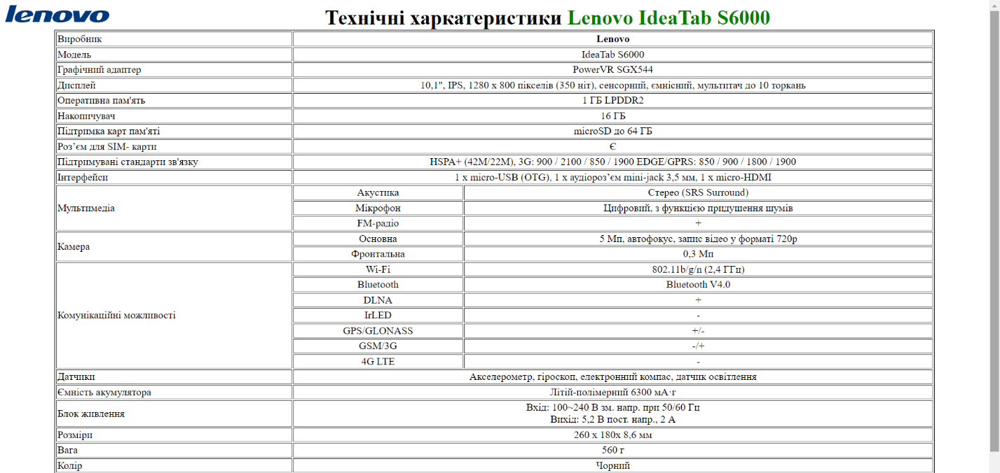 lenovo
Технічні харкатеристики Lenovo IdeaTab S6000
Виробник Lenovo
Модель IdeaTab S6000
Графічний адаптер PowerVR SGX544
Дисплей 10,1", IPS, 1280 x 800 пікселів (350 ніт), сенсорний, ємнісний, мультитач до 10 торкань
Оперативна пам'ять 1 ГБ LPDDR2
Накопичувач 16 ГБ
Підтримка карт пам'яті microSD до 64 ГБ
Роз’єм для SIM- карти Є
Підтримувані стандарти зв'язку HSPA+ (42M/22M), 3G: 900 / 2100 / 850 / 1900 EDGE/GPRS: 850 / 900 / 1800 / 1900
Інтерфейси 1 x micro-USB (OTG), 1 x аудіороз’єм mini-jack 3,5 мм, 1 x micro-HDMI
Мультимедіа
Акустика Стерео (SRS Surround)
Мікрофон Цифровий, з функцією придушення шумів
FM-радіо +
Камера
Основна 5 Мп, автофокус, запис відео у форматі 720p
Фронтальна 0,3 Мп
Комунікаційні можливості
Wi-Fi 802.11b/g/n (2,4 ГГц)
Bluetooth Bluetooth V4.0
DLNA +
IrLED -
GPS/GLONASS +/-
GSM/3G -/+
4G LTE -
Датчики Акселерометр, гіроскоп, електронний компас, датчик освітлення
Ємність акумулятора Літій-полімерний 6300 мА·г
Блок живлення
Вхід: 100~240 В зм. напр. при 50/60 Гц
Вихід: 5,2 В пост. напр., 2 А
Розміри 260 x 180x 8,6 мм
Вага 560 г
Колір Чорний